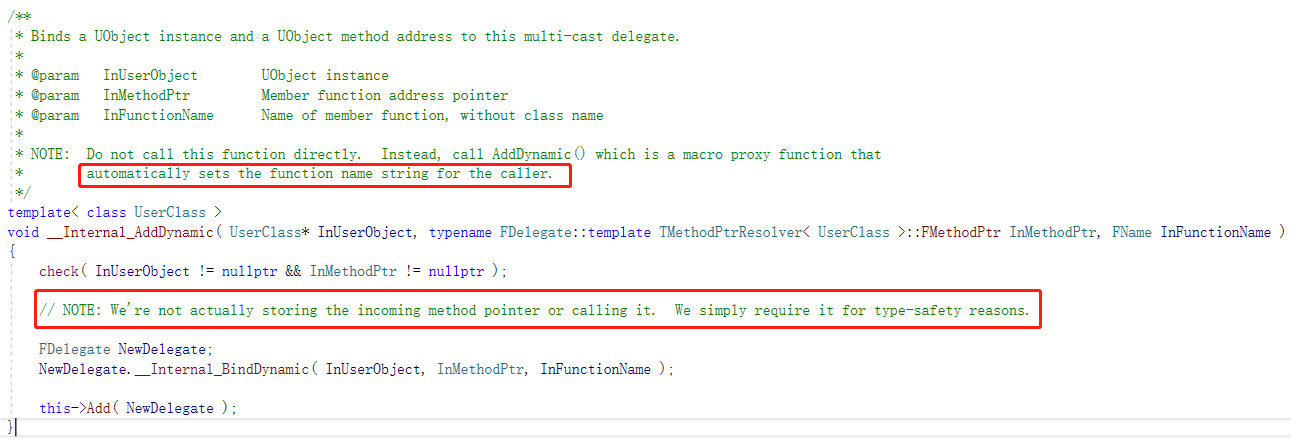 /**
* Binds a UObject instance and a UObject method address to this multi-cast delegate.
*
* @param InUserObject UObject instance
* @param InMethodPtr Member function address pointer
* @param InFunctionName Name of member function, without class name
*
* NOTE: Do not call this function directly. Instead, call AddDynamic() which is a macro proxy function that
* automatically sets the function name string for the caller.
*/
template< class UserClass >
void __Internal_AddDynamic( UserClass* InUserObject, typename FDelegate::template TMethodPtrResolver< UserClass >::FMethodPtr InMethodPtr, FName InFunctionName )
{
check( InUserObject != nullptr && InMethodPtr != nullptr );
// NOTE: We're not actually storing the incoming method pointer or calling it. We simply require it for type-safety reasons.
FDelegate NewDelegate;
NewDelegate.__Internal_BindDynamic( InUserObject, InMethodPtr, InFunctionName );
this->Add( NewDelegate );
}